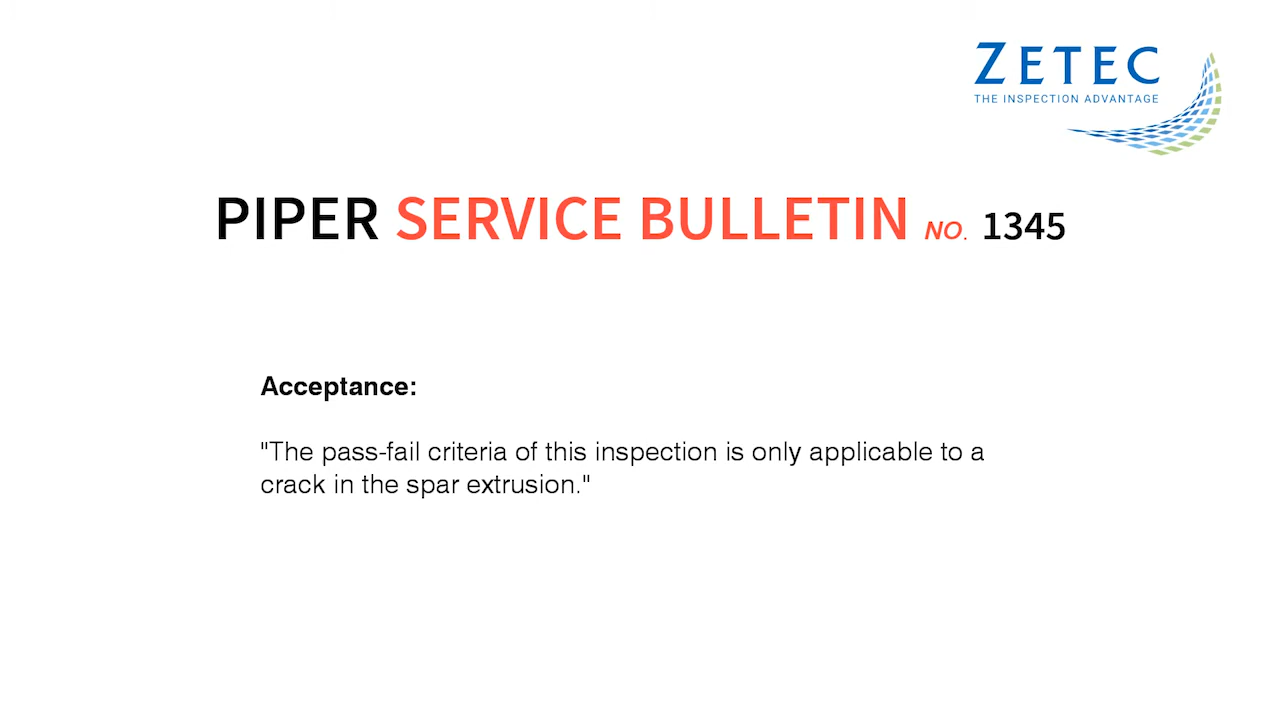 ZETEC
THE INSPECTION ADVANTAGE
PIPER SERVICE BULLETIN NO. 1345
Acceptance:
"The pass-fail criteria of this inspection is only applicable to a
crack in the spar extrusion."